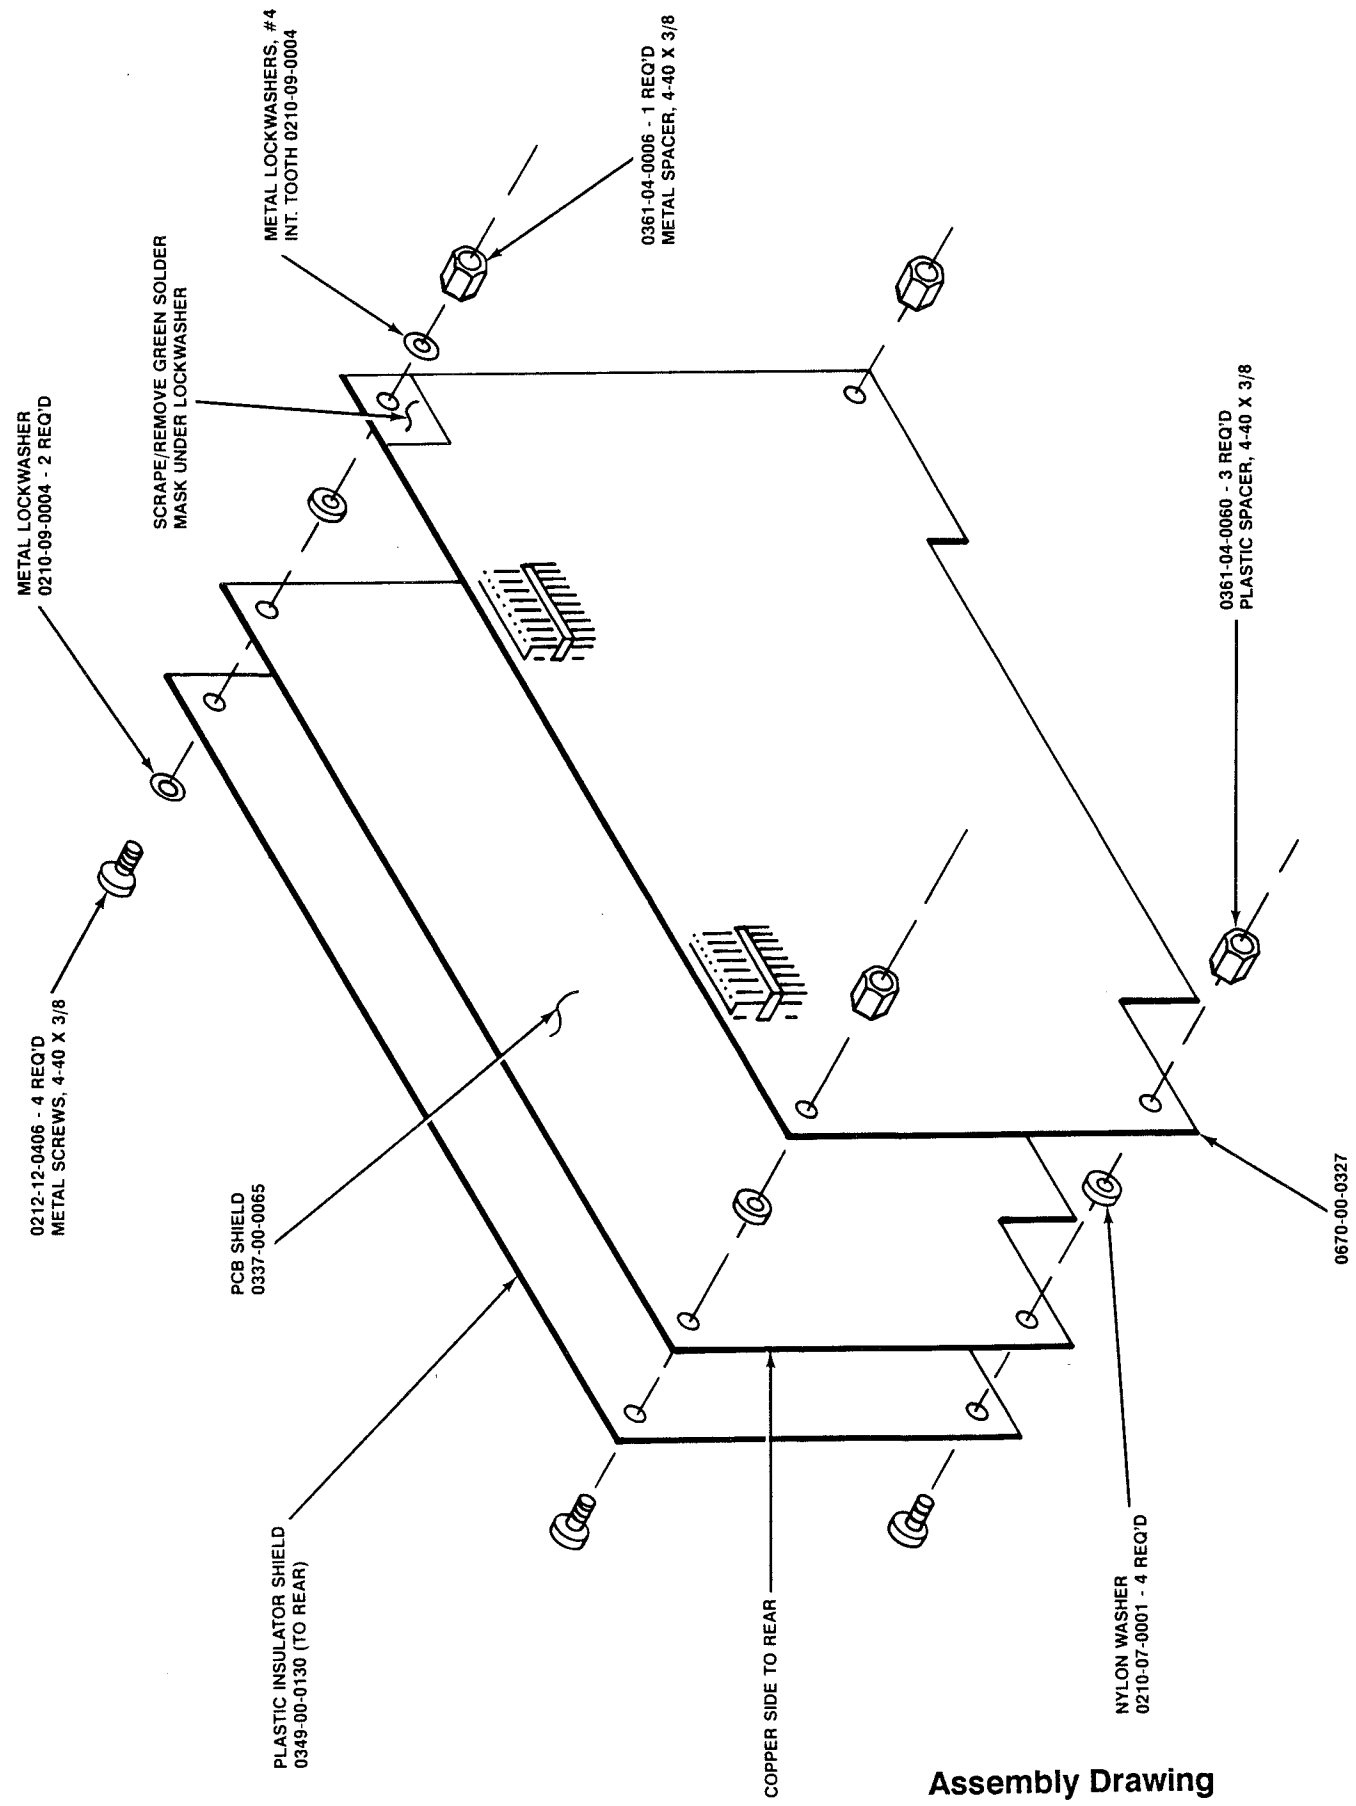 METAL LOCKWASHERS, #4
INT. TOOTH 0210-09-0004
0361-04-0006 - 1 REQ'D
METAL SPACER, 4-40 X 3/8
SCRAPE/REMOVE GREEN SOLDER
MASK UNDER LOCKWASHER
METAL LOCKWASHER
0210-09-0004 - 2 REQ'D
0361-04-0060 - 3 REQ'D
PLASTIC SPACER, 4-40 X 3/8
0212-12-0406 - 4 REQ'D
METAL SCREWS, 4-40 X 3/8
PCB SHIELD
0337-00-0065
0670-00-0327
PLASTIC INSULATOR SHIELD
0349-00-0130 (TO REAR)
COPPER SIDE TO REAR
NYLON WASHER
0210-07-0001 - 4 REQ'D
Assembly Drawing